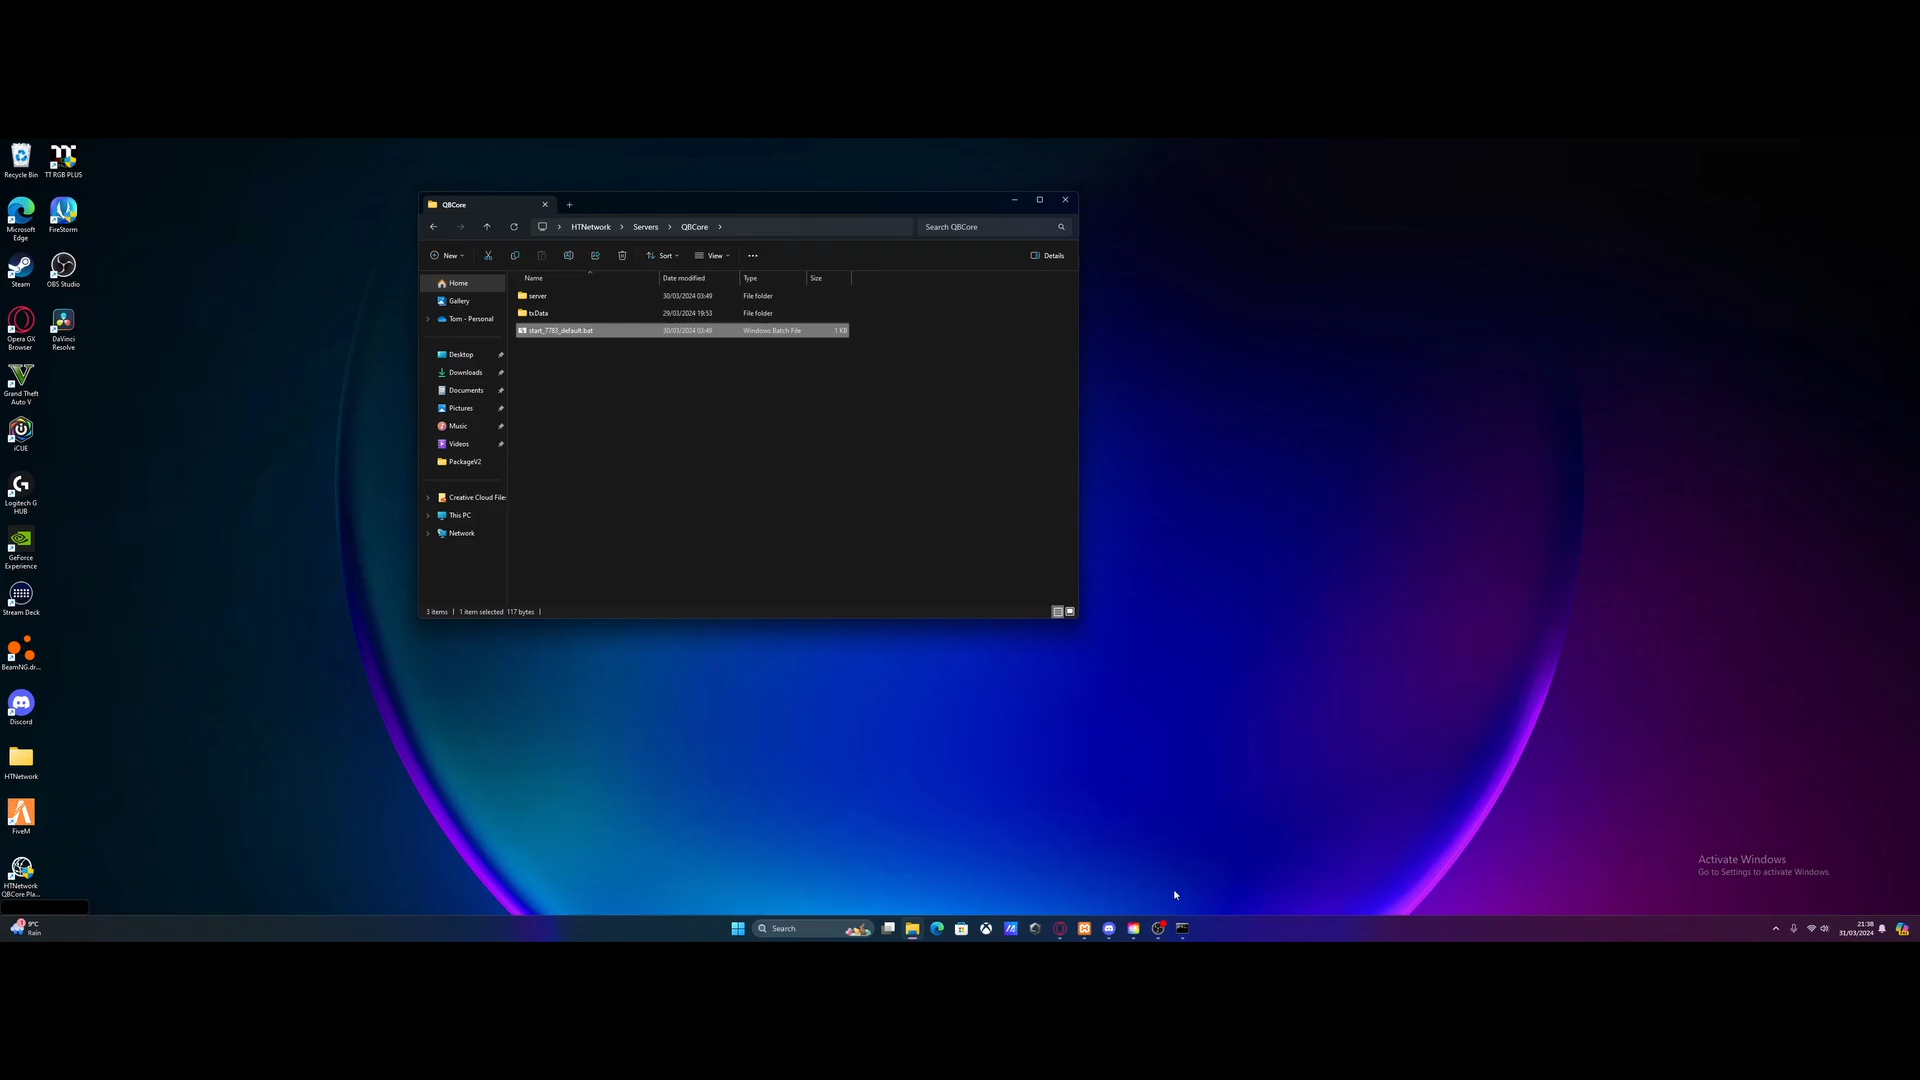 Recycle Bin
TT RGB PLUS
Microsoft
Edge
FireStorm
Steam
OBS Studio
Opera GX
Browser
DaVinci
Resolve
Grand Theft
Auto V
iCUE
Logitech G
HUB
GeForce
Experience
Stream Deck
BeamNG.dr...
Discord
HTNetwork
FiveM
HTNetwork
QBCore Pla...
QBCore
HTNetwork > Servers > QBCore >
Search QBCore
New
Sort
View
Details
Name Date modified Type Size
server 30/03/2024 03:49 File folder
txData 29/03/2024 19:53 File folder
start_7783_default.bat 30/03/2024 03:49 Windows Batch File 1 KB
Home
Gallery
Tom - Personal
Desktop
Downloads
Documents
Pictures
Music
Videos
PackageV2
Creative Cloud Files
This PC
Network
3 items | 1 item selected 117 bytes |
Activate Windows
Go to Settings to activate Windows.
9°C
Rain
Search
21:38
31/03/2024